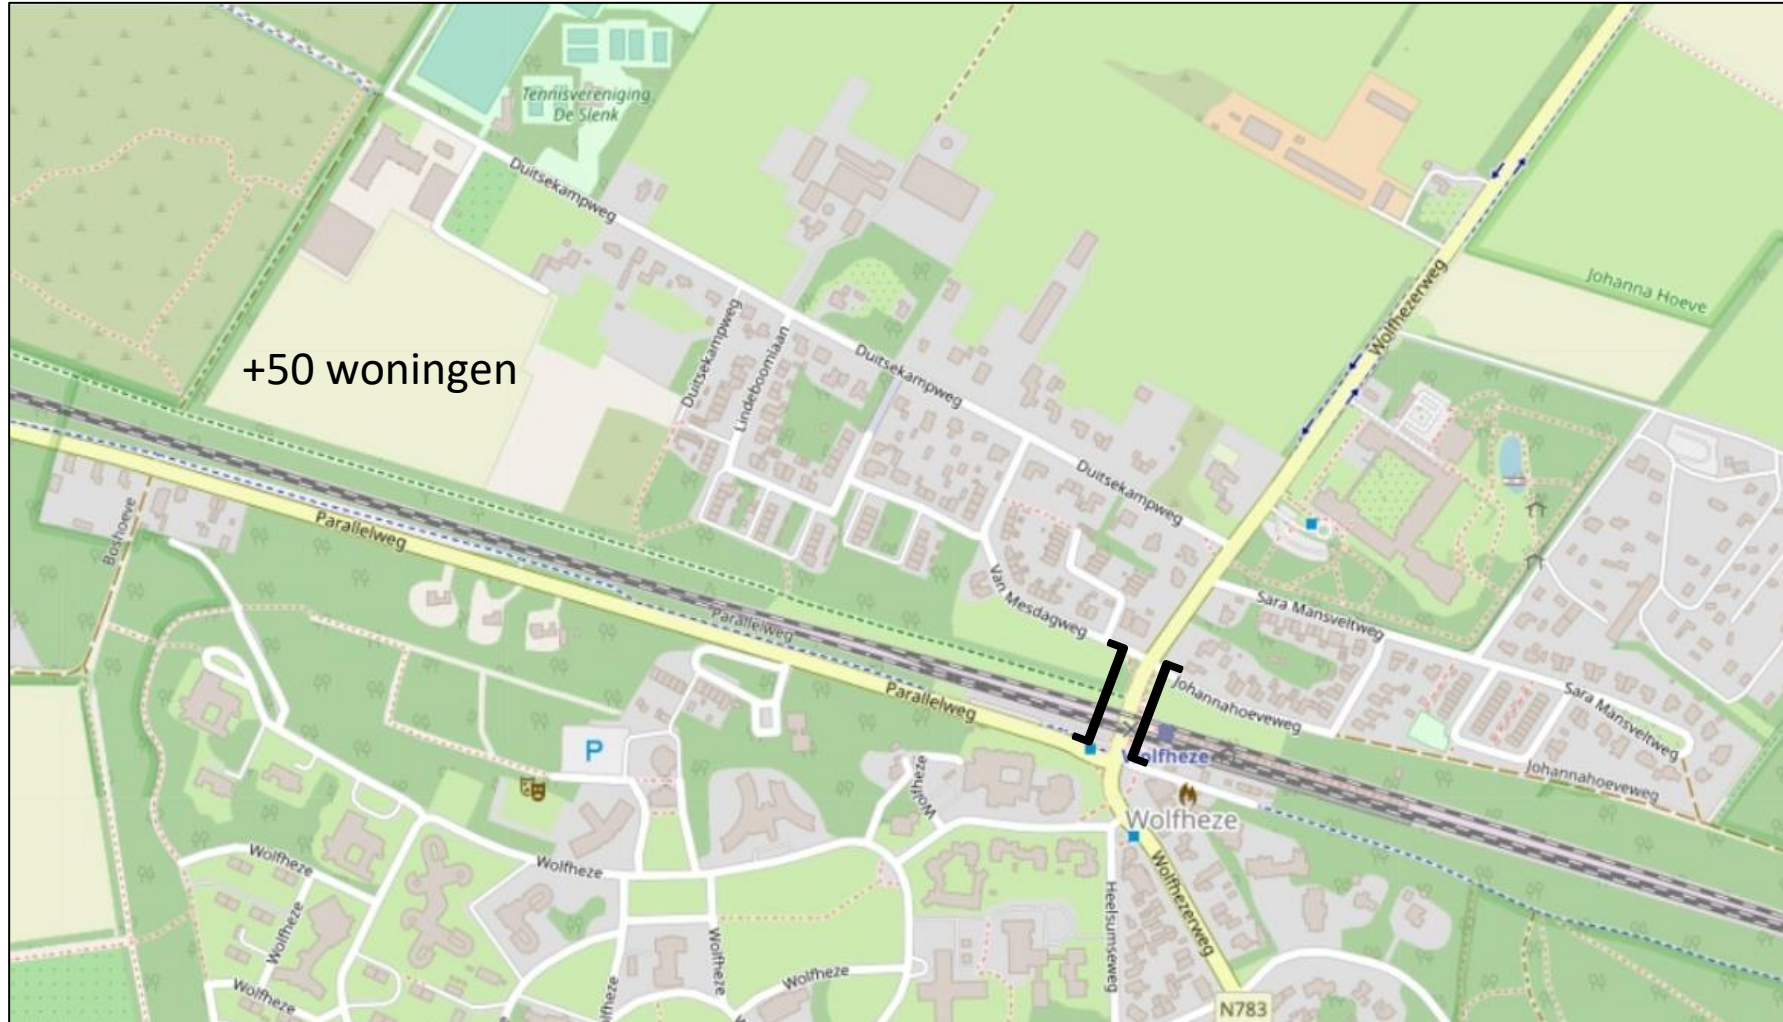 Tennisvereniging
De Slenk
Duitsekampweg
Johanna Hoeve
Wolfhezerweg
+50 woningen
Duitsekampweg
Lindeboomlaan
Duitsekampweg
Duitsekampweg
Boshoeve
Parallelweg
Van Mesdagweg
Sara Mansveltweg
Parallelweg
Parallelweg
Johannahoeveweg
Sara Mansveltweg
P
Wolfheze
Johannahoeveweg
Wolfheze
Wolfheze
Wolfheze
Wolfheze
Wolfhezerweg
Heelsumseweg
Wolfheze
Wolfheze
Wolfheze
Wolfheze
N783